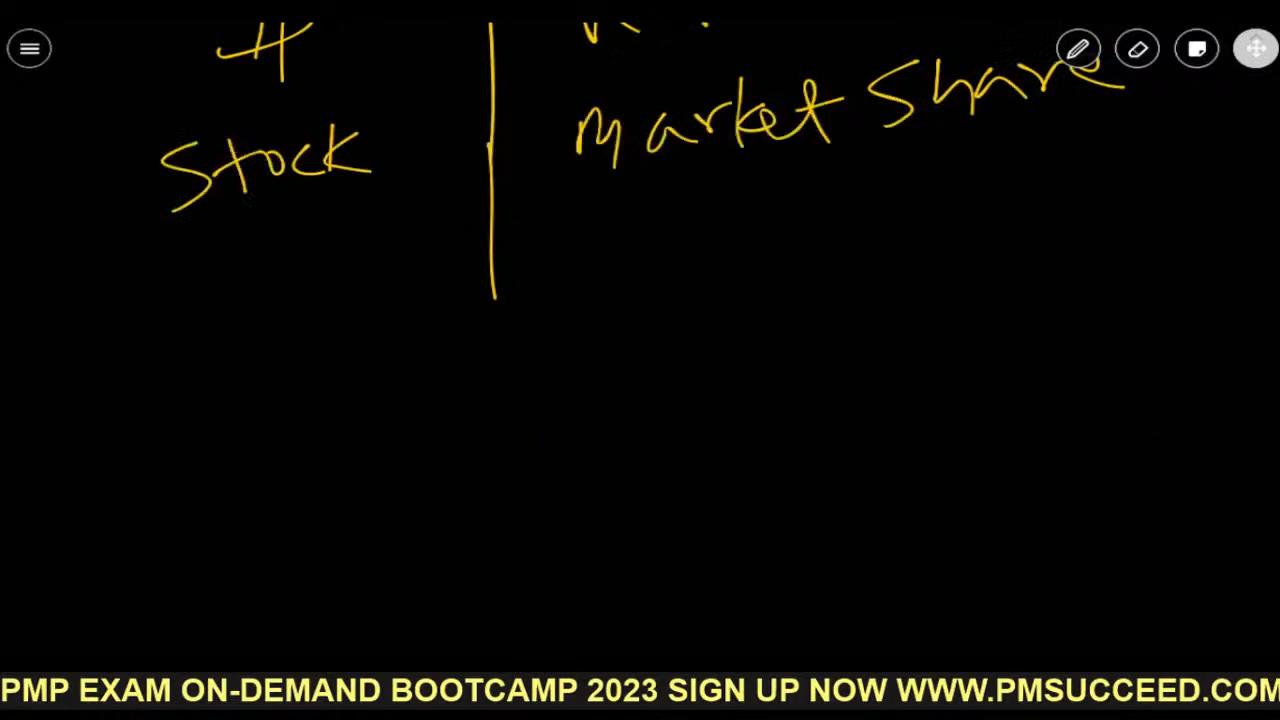 Market Share
Stock
PMP EXAM ON-DEMAND BOOTCAMP 2023 SIGN UP NOW WWW.PMSUCCEED.COM